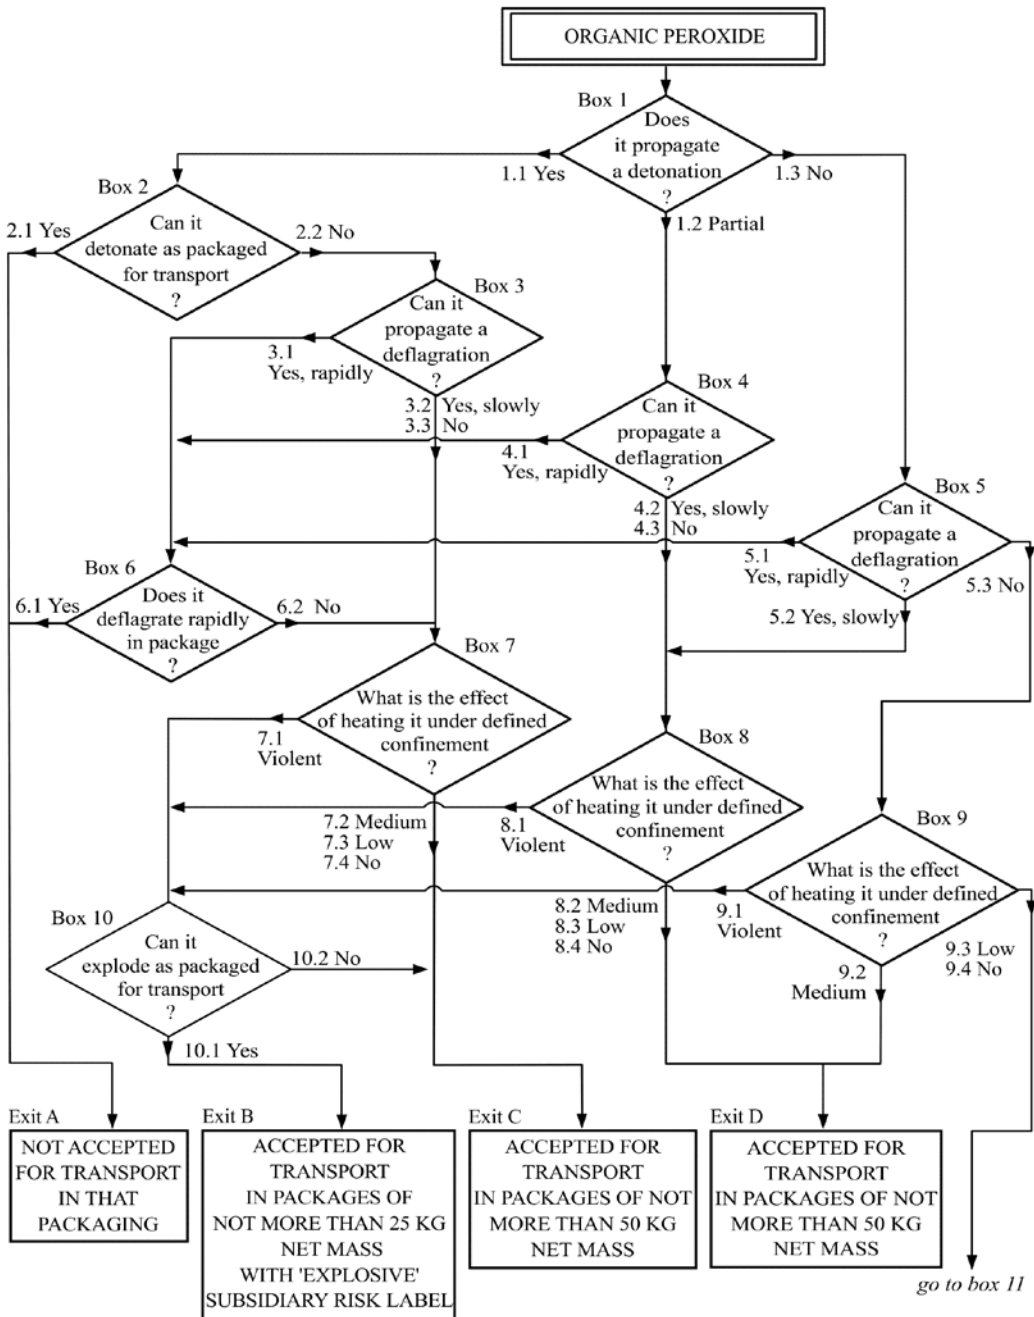 ORGANIC PEROXIDE
Box 1
Does
it propagate
a detonation
?
1.1 Yes
1.3 No
1.2 Partial
Box 2
2.1 Yes
Can it
detonate as packaged
for transport
?
2.2 No
Box 3
Can it
propagate a
deflagration
?
3.1
Yes, rapidly
3.2 Yes, slowly
3.3 No
Box 4
Can it
propagate a
deflagration
?
4.1
Yes, rapidly
4.2 Yes, slowly
4.3 No
Box 5
Can it
propagate a
deflagration
?
5.1
Yes, rapidly
5.3 No
5.2 Yes, slowly
Box 6
6.1 Yes
Does it
deflagrate rapidly
in package
?
6.2 No
Box 7
What is the effect
of heating it under defined
confinement
?
7.1
Violent
7.2 Medium
7.3 Low
7.4 No
Box 8
What is the effect
of heating it under defined
confinement
?
8.1
Violent
8.2 Medium
8.3 Low
8.4 No
Box 9
What is the effect
of heating it under defined
confinement
?
9.1
Violent
9.2
Medium
9.3 Low
9.4 No
Box 10
Can it
explode as packaged
for transport
?
10.2 No
10.1 Yes
Exit A
NOT ACCEPTED
FOR TRANSPORT
IN THAT
PACKAGING
Exit B
ACCEPTED FOR
TRANSPORT
IN PACKAGES OF
NOT MORE THAN 25 KG
NET MASS
WITH 'EXPLOSIVE'
SUBSIDIARY RISK LABEL
Exit C
ACCEPTED FOR
TRANSPORT
IN PACKAGES OF NOT
MORE THAN 50 KG
NET MASS
Exit D
ACCEPTED FOR
TRANSPORT
IN PACKAGES OF NOT
MORE THAN 50 KG
NET MASS
go to box 11